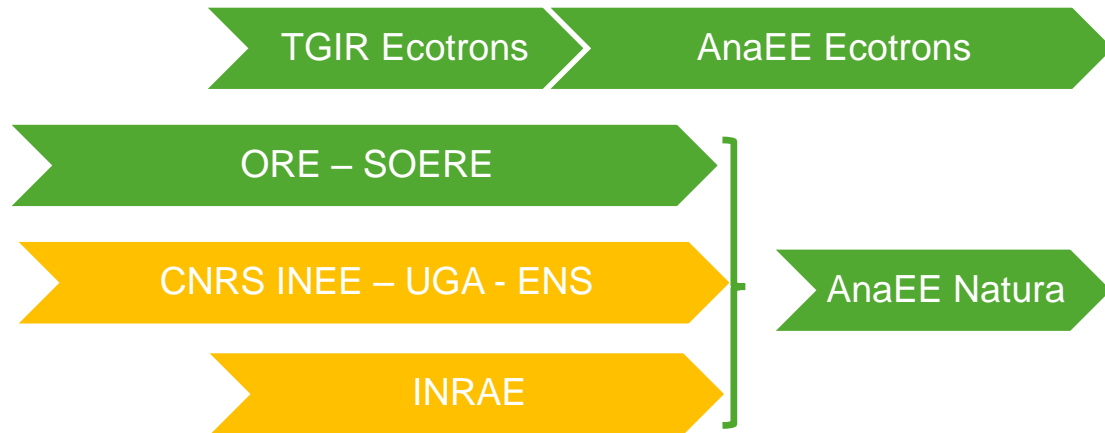 TGIR Ecotrons
AnaEE Ecotrons
ORE – SOERE
CNRS INEE – UGA - ENS
AnaEE Natura
INRAE